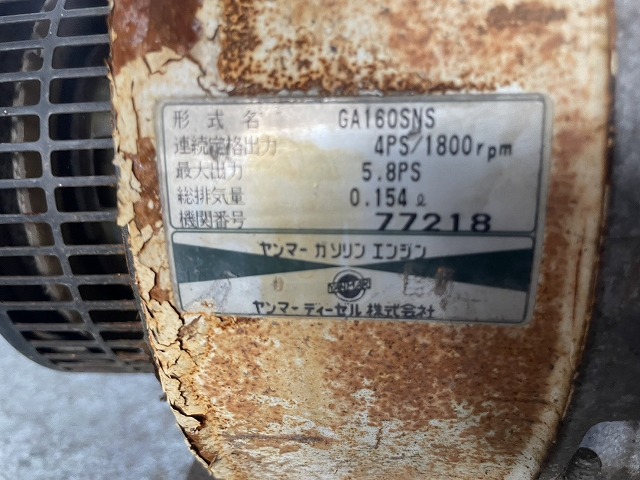 形式名 GA160SNS
連続定格出力 4PS/1800rpm
最大出力 5.8PS
総排気量 0.154ℓ
機関番号 77218
ヤンマー ガソリン エンジン
YANMAR
ヤンマー ディーゼル 株式会社